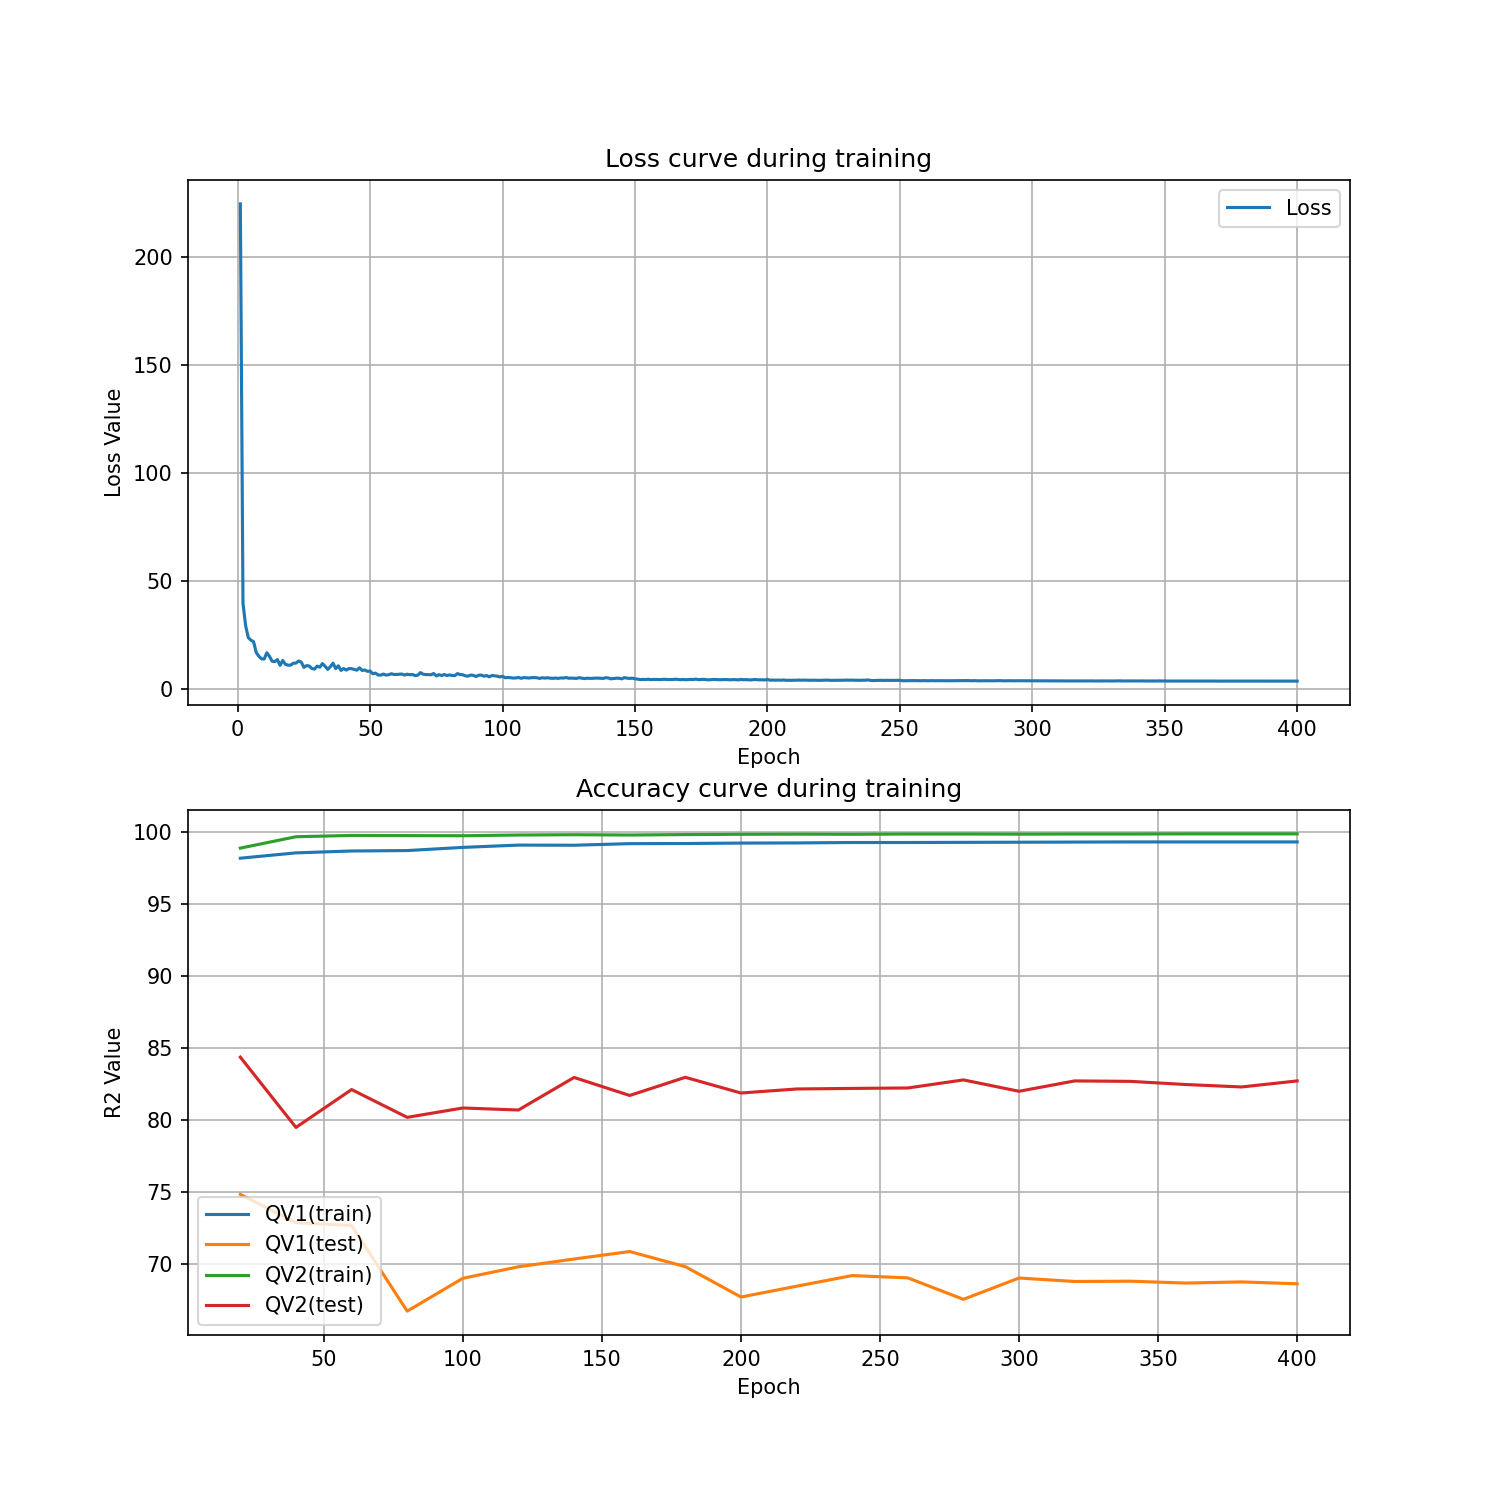 Loss curve during training
Loss
200
150
100
50
0
Loss Value
0 50 100 150 200 250 300 350 400
Epoch
Accuracy curve during training
100
95
90
85
80
75
70
R2 Value
QV1(train)
QV1(test)
QV2(train)
QV2(test)
50 100 150 200 250 300 350 400
Epoch